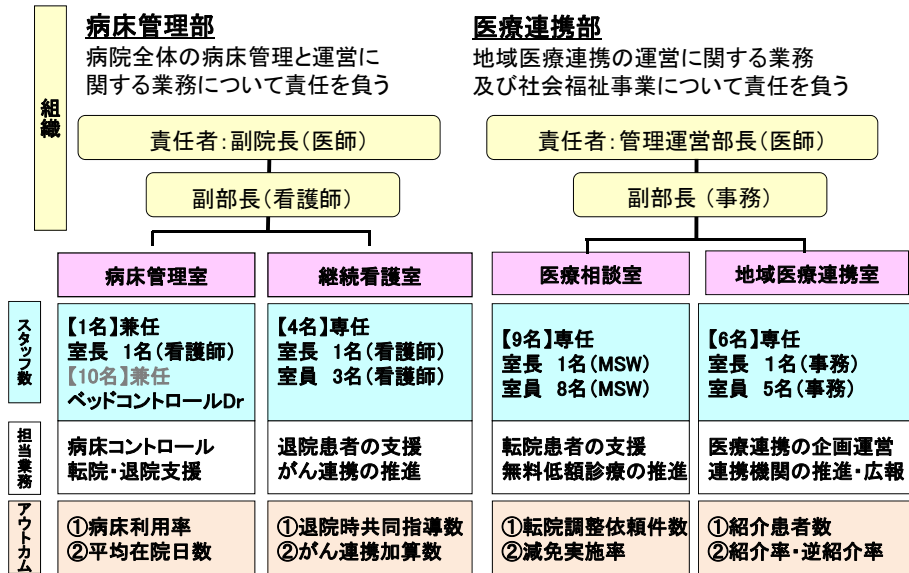 組織
病床管理部
病院全体の病床管理と運営に
関する業務について責任を負う
責任者:副院長(医師)
副部長(看護師)
医療連携部
地域医療連携の運営に関する業務
及び社会福祉事業について責任を負う
責任者:管理運営部長(医師)
副部長 (事務)
病床管理室
継続看護室
医療相談室
地域医療連携室
スタッフ数
【1名】兼任
室長 1名(看護師)
【10名】兼任
ベッドコントロールDr
【4名】専任
室長 1名(看護師)
室員 3名(看護師)
【9名】専任
室長 1名(MSW)
室員 8名(MSW)
【6名】専任
室長 1名(事務)
室員 5名(事務)
担当業務
病床コントロール
転院・退院支援
退院患者の支援
がん連携の推進
転院患者の支援
無料低額診療の推進
医療連携の企画運営
連携機関の推進・広報
アウトカム
①病床利用率
②平均在院日数
①退院時共同指導数
②がん連携加算数
①転院調整依頼件数
②減免実施率
①紹介患者数
②紹介率・逆紹介率